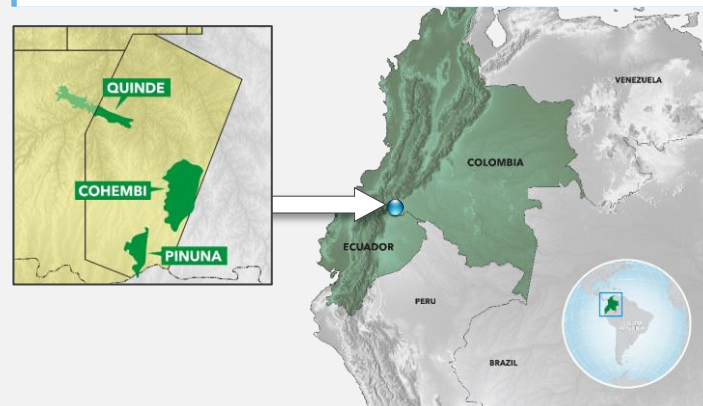 QUINDE
COHEMBI
PINUNA
VENEZUELA
COLOMBIA
ECUADOR
PERU
BRAZIL